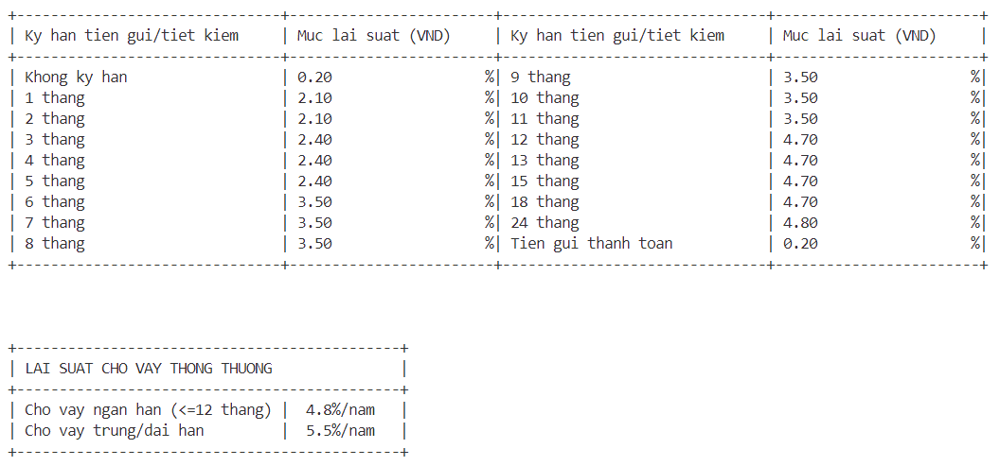 +-------------------------------+------------------------+-------------------------------+------------------------+
| Ky han tien gui/tiet kiem     | Muc lai suat (VND)     | Ky han tien gui/tiet kiem     | Muc lai suat (VND)     |
+-------------------------------+------------------------+-------------------------------+------------------------+
| Khong ky han                  | 0.20                  %| 9 thang                       | 3.50                  %|
| 1 thang                       | 2.10                  %| 10 thang                      | 3.50                  %|
| 2 thang                       | 2.10                  %| 11 thang                      | 3.50                  %|
| 3 thang                       | 2.40                  %| 12 thang                      | 4.70                  %|
| 4 thang                       | 2.40                  %| 13 thang                      | 4.70                  %|
| 5 thang                       | 2.40                  %| 15 thang                      | 4.70                  %|
| 6 thang                       | 3.50                  %| 18 thang                      | 4.70                  %|
| 7 thang                       | 3.50                  %| 24 thang                      | 4.80                  %|
| 8 thang                       | 3.50                  %| Tien gui thanh toan           | 0.20                  %|
+-------------------------------+------------------------+-------------------------------+------------------------+
+---------------------------------------------+
| LAI SUAT CHO VAY THONG THUONG               |
+---------------------------------------------+
| Cho vay ngan han (<=12 thang) |  4.8%/nam   |
| Cho vay trung/dai han         |  5.5%/nam   |
+---------------------------------------------+